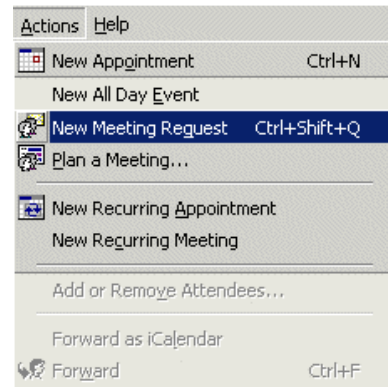 Actions Help
New Appointment Ctrl+N
New All Day Event
New Meeting Request Ctrl+Shift+Q
Plan a Meeting...
New Recurring Appointment
New Recurring Meeting
Add or Remove Attendees...
Forward as iCalendar
Forward Ctrl+F